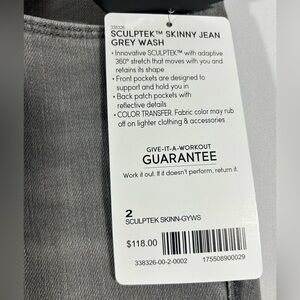 338326
SCULPTEK™ SKINNY JEAN
GREY WASH
• Innovative SCULPTEK™ with adaptive
360° stretch that moves with you and
retains its shape
• Front pockets are designed to
support and hold you in
• Back patch pockets with
reflective details
• COLOR TRANSFER. Fabric color may rub
off on lighter clothing & accessories
GIVE-IT-A-WORKOUT
GUARANTEE
Work it out. If it doesn't perform, return it.
2
SCULPTEK SKINN-GYWS
$118.00
338326-00-2-0002 175508900029